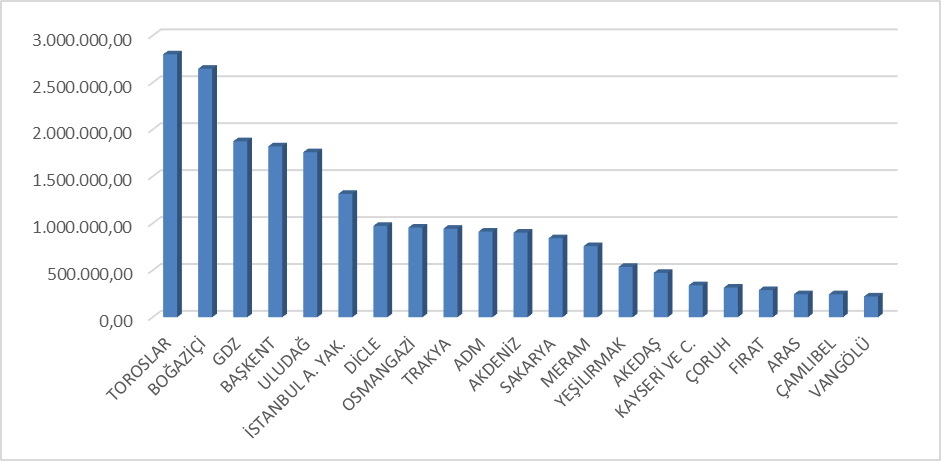 3.000.000,00
2.500.000,00
2.000.000,00
1.500.000,00
1.000.000,00
500.000,00
0,00
TOROSLAR
BOĞAZİÇİ
GDZ
BAŞKENT
ULUDAĞ
İSTANBUL A. YAK.
DİCLE
OSMANGAZİ
TRAKYA
ADM
AKDENİZ
SAKARYA
MERAM
YEŞİLIRMAK
AKEDAŞ
KAYSERİ VE C.
ÇORUH
FIRAT
ARAS
ÇAMLIBEL
VANGÖLÜ